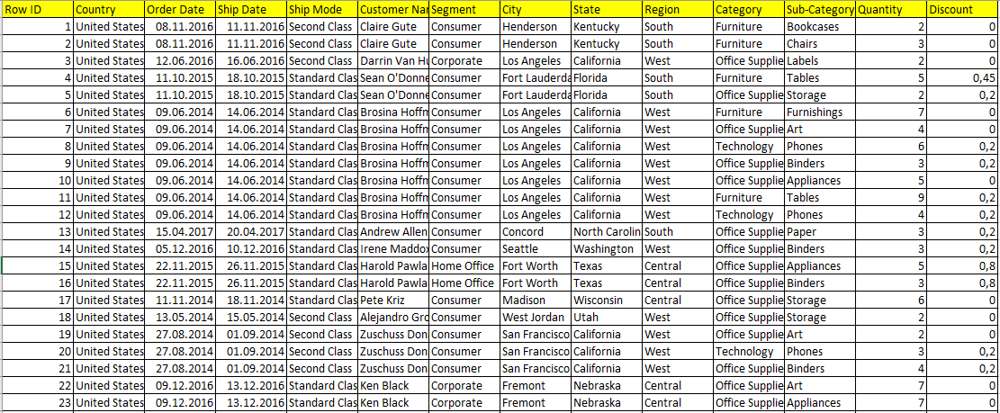 Row ID Country Order Date Ship Date Ship Mode Customer Nar Segment City State Region Category Sub-Category Quantity Discount
1 United States 08.11.2016 11.11.2016 Second Class Claire Gute Consumer Henderson Kentucky South Furniture Bookcases 2 0
2 United States 08.11.2016 11.11.2016 Second Class Claire Gute Consumer Henderson Kentucky South Furniture Chairs 3 0
3 United States 12.06.2016 16.06.2016 Second Class Darrin Van Hu Corporate Los Angeles California West Office Supplie Labels 2 0
4 United States 11.10.2015 18.10.2015 Standard Clas Sean O'Donne Consumer Fort Lauderda Florida South Furniture Tables 5 0,45
5 United States 11.10.2015 18.10.2015 Standard Clas Sean O'Donne Consumer Fort Lauderda Florida South Office Supplie Storage 2 0,2
6 United States 09.06.2014 14.06.2014 Standard Clas Brosina Hoffm Consumer Los Angeles California West Furniture Furnishings 7 0
7 United States 09.06.2014 14.06.2014 Standard Clas Brosina Hoffm Consumer Los Angeles California West Office Supplie Art 4 0
8 United States 09.06.2014 14.06.2014 Standard Clas Brosina Hoffm Consumer Los Angeles California West Technology Phones 6 0,2
9 United States 09.06.2014 14.06.2014 Standard Clas Brosina Hoffm Consumer Los Angeles California West Office Supplie Binders 3 0,2
10 United States 09.06.2014 14.06.2014 Standard Clas Brosina Hoffm Consumer Los Angeles California West Office Supplie Appliances 5 0
11 United States 09.06.2014 14.06.2014 Standard Clas Brosina Hoffm Consumer Los Angeles California West Furniture Tables 9 0,2
12 United States 09.06.2014 14.06.2014 Standard Clas Brosina Hoffm Consumer Los Angeles California West Technology Phones 4 0,2
13 United States 15.04.2017 20.04.2017 Standard Clas Andrew Allen Consumer Concord North Carolin South Office Supplie Paper 3 0,2
14 United States 05.12.2016 10.12.2016 Standard Clas Irene Maddox Consumer Seattle Washington West Office Supplie Binders 3 0,2
15 United States 22.11.2015 26.11.2015 Standard Clas Harold Pawla Home Office Fort Worth Texas Central Office Supplie Appliances 5 0,8
16 United States 22.11.2015 26.11.2015 Standard Clas Harold Pawla Home Office Fort Worth Texas Central Office Supplie Binders 3 0,8
17 United States 11.11.2014 18.11.2014 Standard Clas Pete Kriz Consumer Madison Wisconsin Central Office Supplie Storage 6 0
18 United States 13.05.2014 15.05.2014 Second Class Alejandro Gro Consumer West Jordan Utah West Office Supplie Storage 2 0
19 United States 27.08.2014 01.09.2014 Second Class Zuschuss Don Consumer San Francisco California West Office Supplie Art 2 0
20 United States 27.08.2014 01.09.2014 Second Class Zuschuss Don Consumer San Francisco California West Technology Phones 3 0,2
21 United States 27.08.2014 01.09.2014 Second Class Zuschuss Don Consumer San Francisco California West Office Supplie Binders 4 0,2
22 United States 09.12.2016 13.12.2016 Standard Clas Ken Black Corporate Fremont Nebraska Central Office Supplie Art 7 0
23 United States 09.12.2016 13.12.2016 Standard Clas Ken Black Corporate Fremont Nebraska Central Office Supplie Appliances 7 0